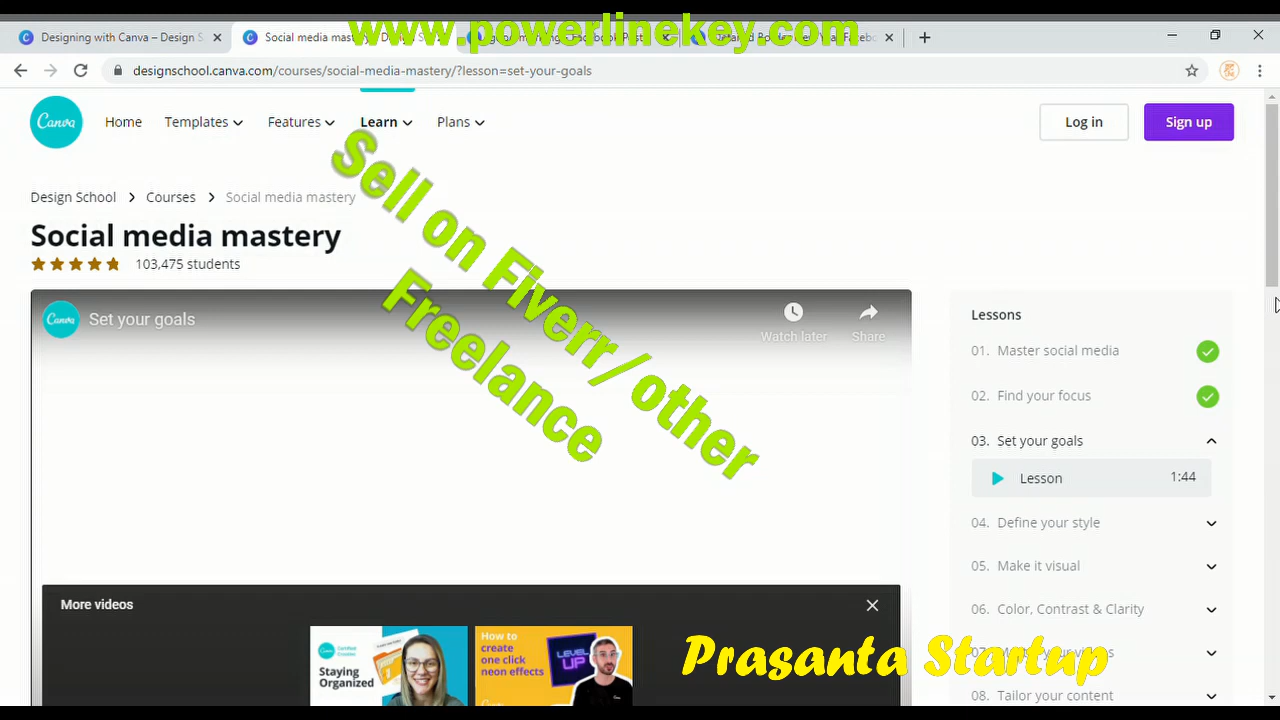 www.powerlinekey.com
Designing with Canva – Design S
Social media mast
designschool.canva.com/courses/social-media-mastery/?lesson=set-your-goals
Canva
Home
Templates
Features
Learn
Plans
Log in
Sign up
Design School > Courses > Social media mastery
Social media mastery
103,475 students
Sell on Fiverr/other
Freelance
Canva
Set your goals
Watch later
Share
More videos
Staying
Organized
How to
create
one click
neon effects
LEVEL
UP
Lessons
01. Master social media
02. Find your focus
03. Set your goals
Lesson
1:44
04. Define your style
05. Make it visual
06. Color, Contrast & Clarity
07.
08. Tailor your content
Prasanta Startup